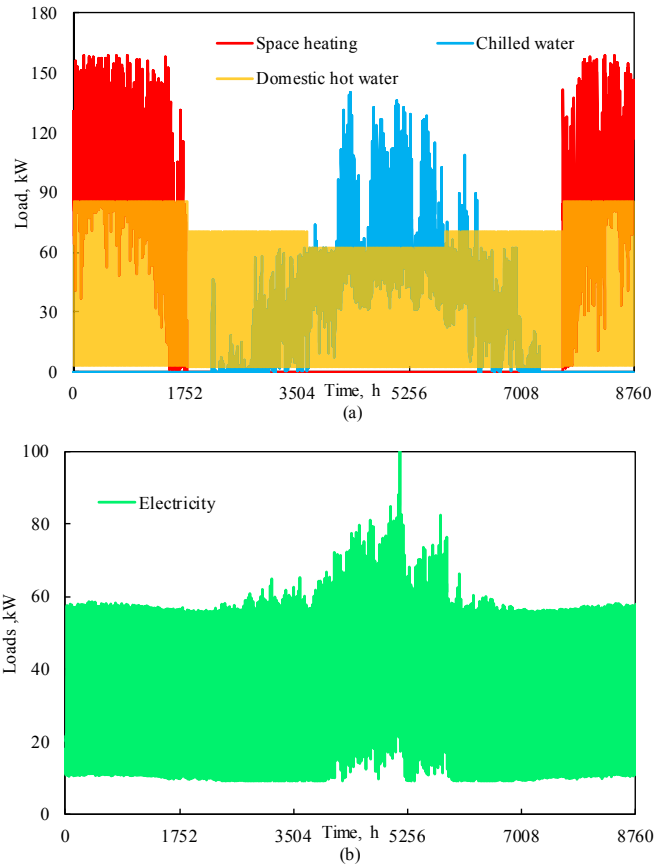 180
150
120
90
60
30
0
Load, kW
Space heating
Chilled water
Domestic hot water
0 1752 3504 Time, h 5256 7008 8760
(a)
100
80
60
40
20
0
Loads ,kW
Electricity
0 1752 3504 Time, h 5256 7008 8760
(b)